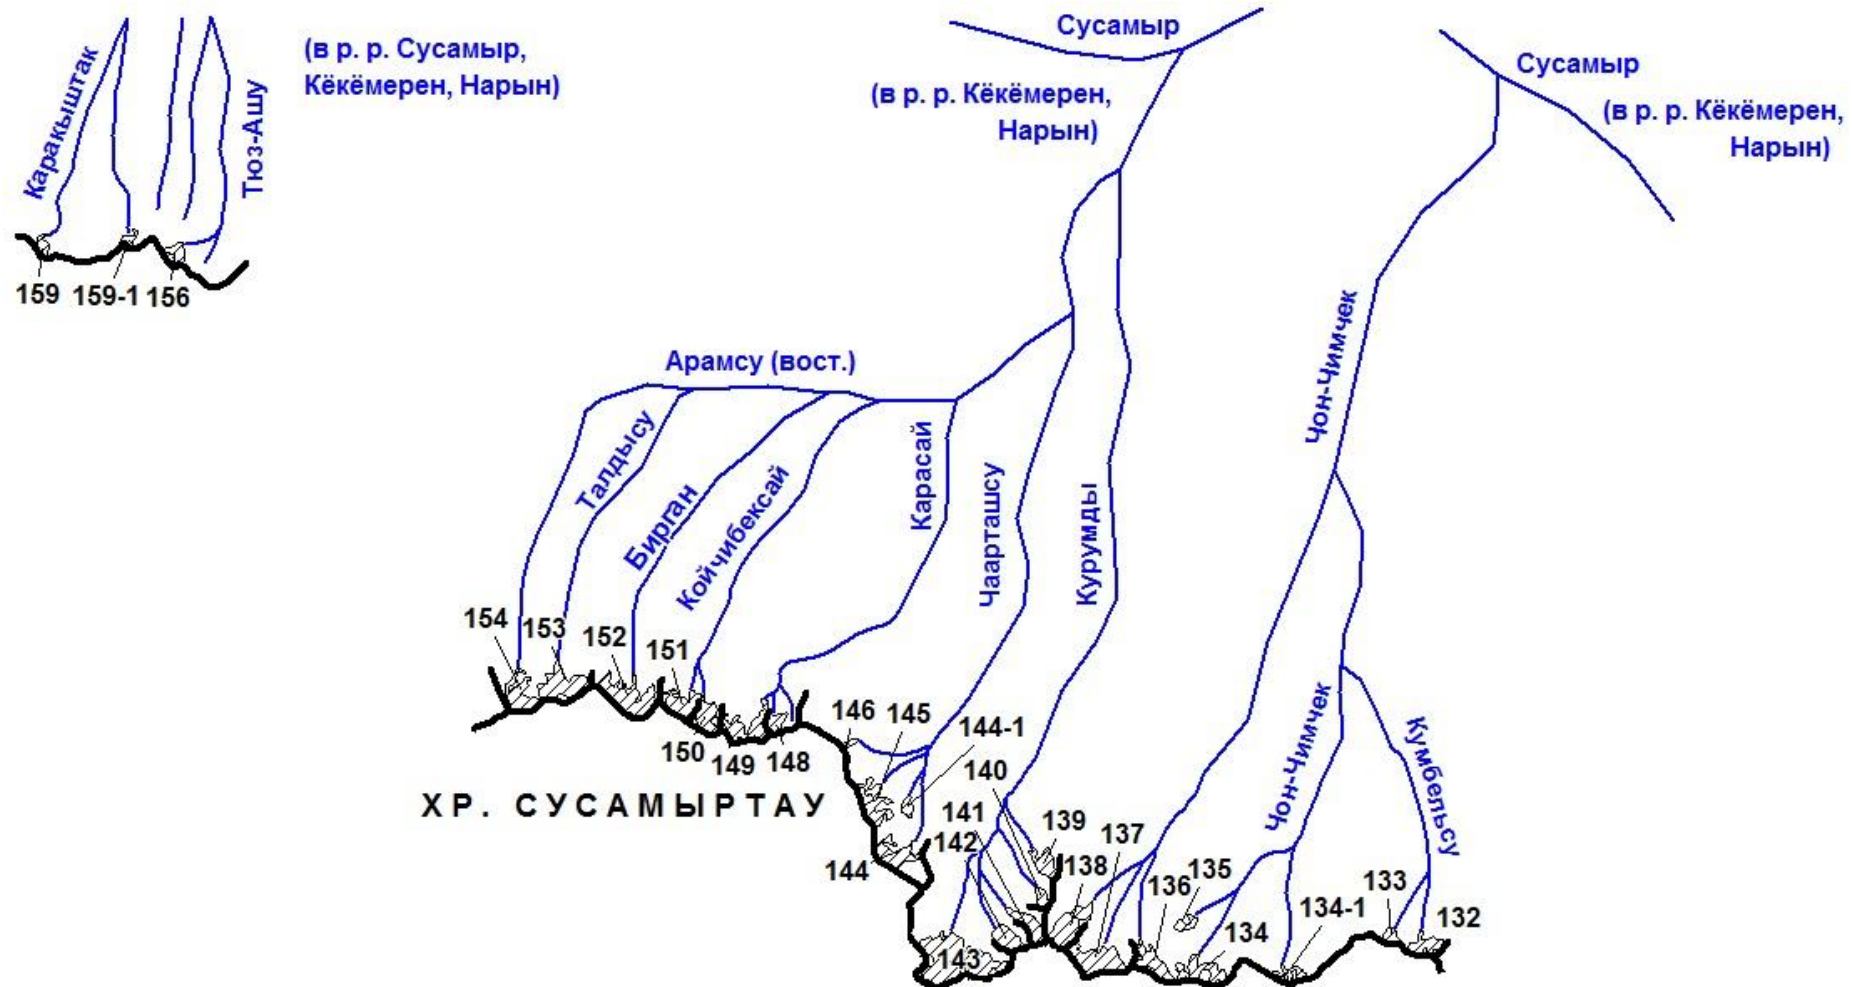 Каракыштак
(в р. р. Сусамыр,
Кёкёмерен, Нарын)
Тюз-Ашу
159
159-1
156
Сусамыр
(в р. р. Кёкёмерен,
Нарын)
Сусамыр
(в р. р. Кёкёмерен,
Нарын)
Чон-Чимчек
Арамсу (вост.)
Талдысу
Бирган
Койчибексай
Карасай
Чаарташсу
Курумды
154
153
152
151
150
149
148
146
145
144-1
140
141
142
139
138
137
144
143
ХР. СУСАМЫРТАУ
Чон-Чимчек
Кумбельсу
136
135
134
134-1
133
132